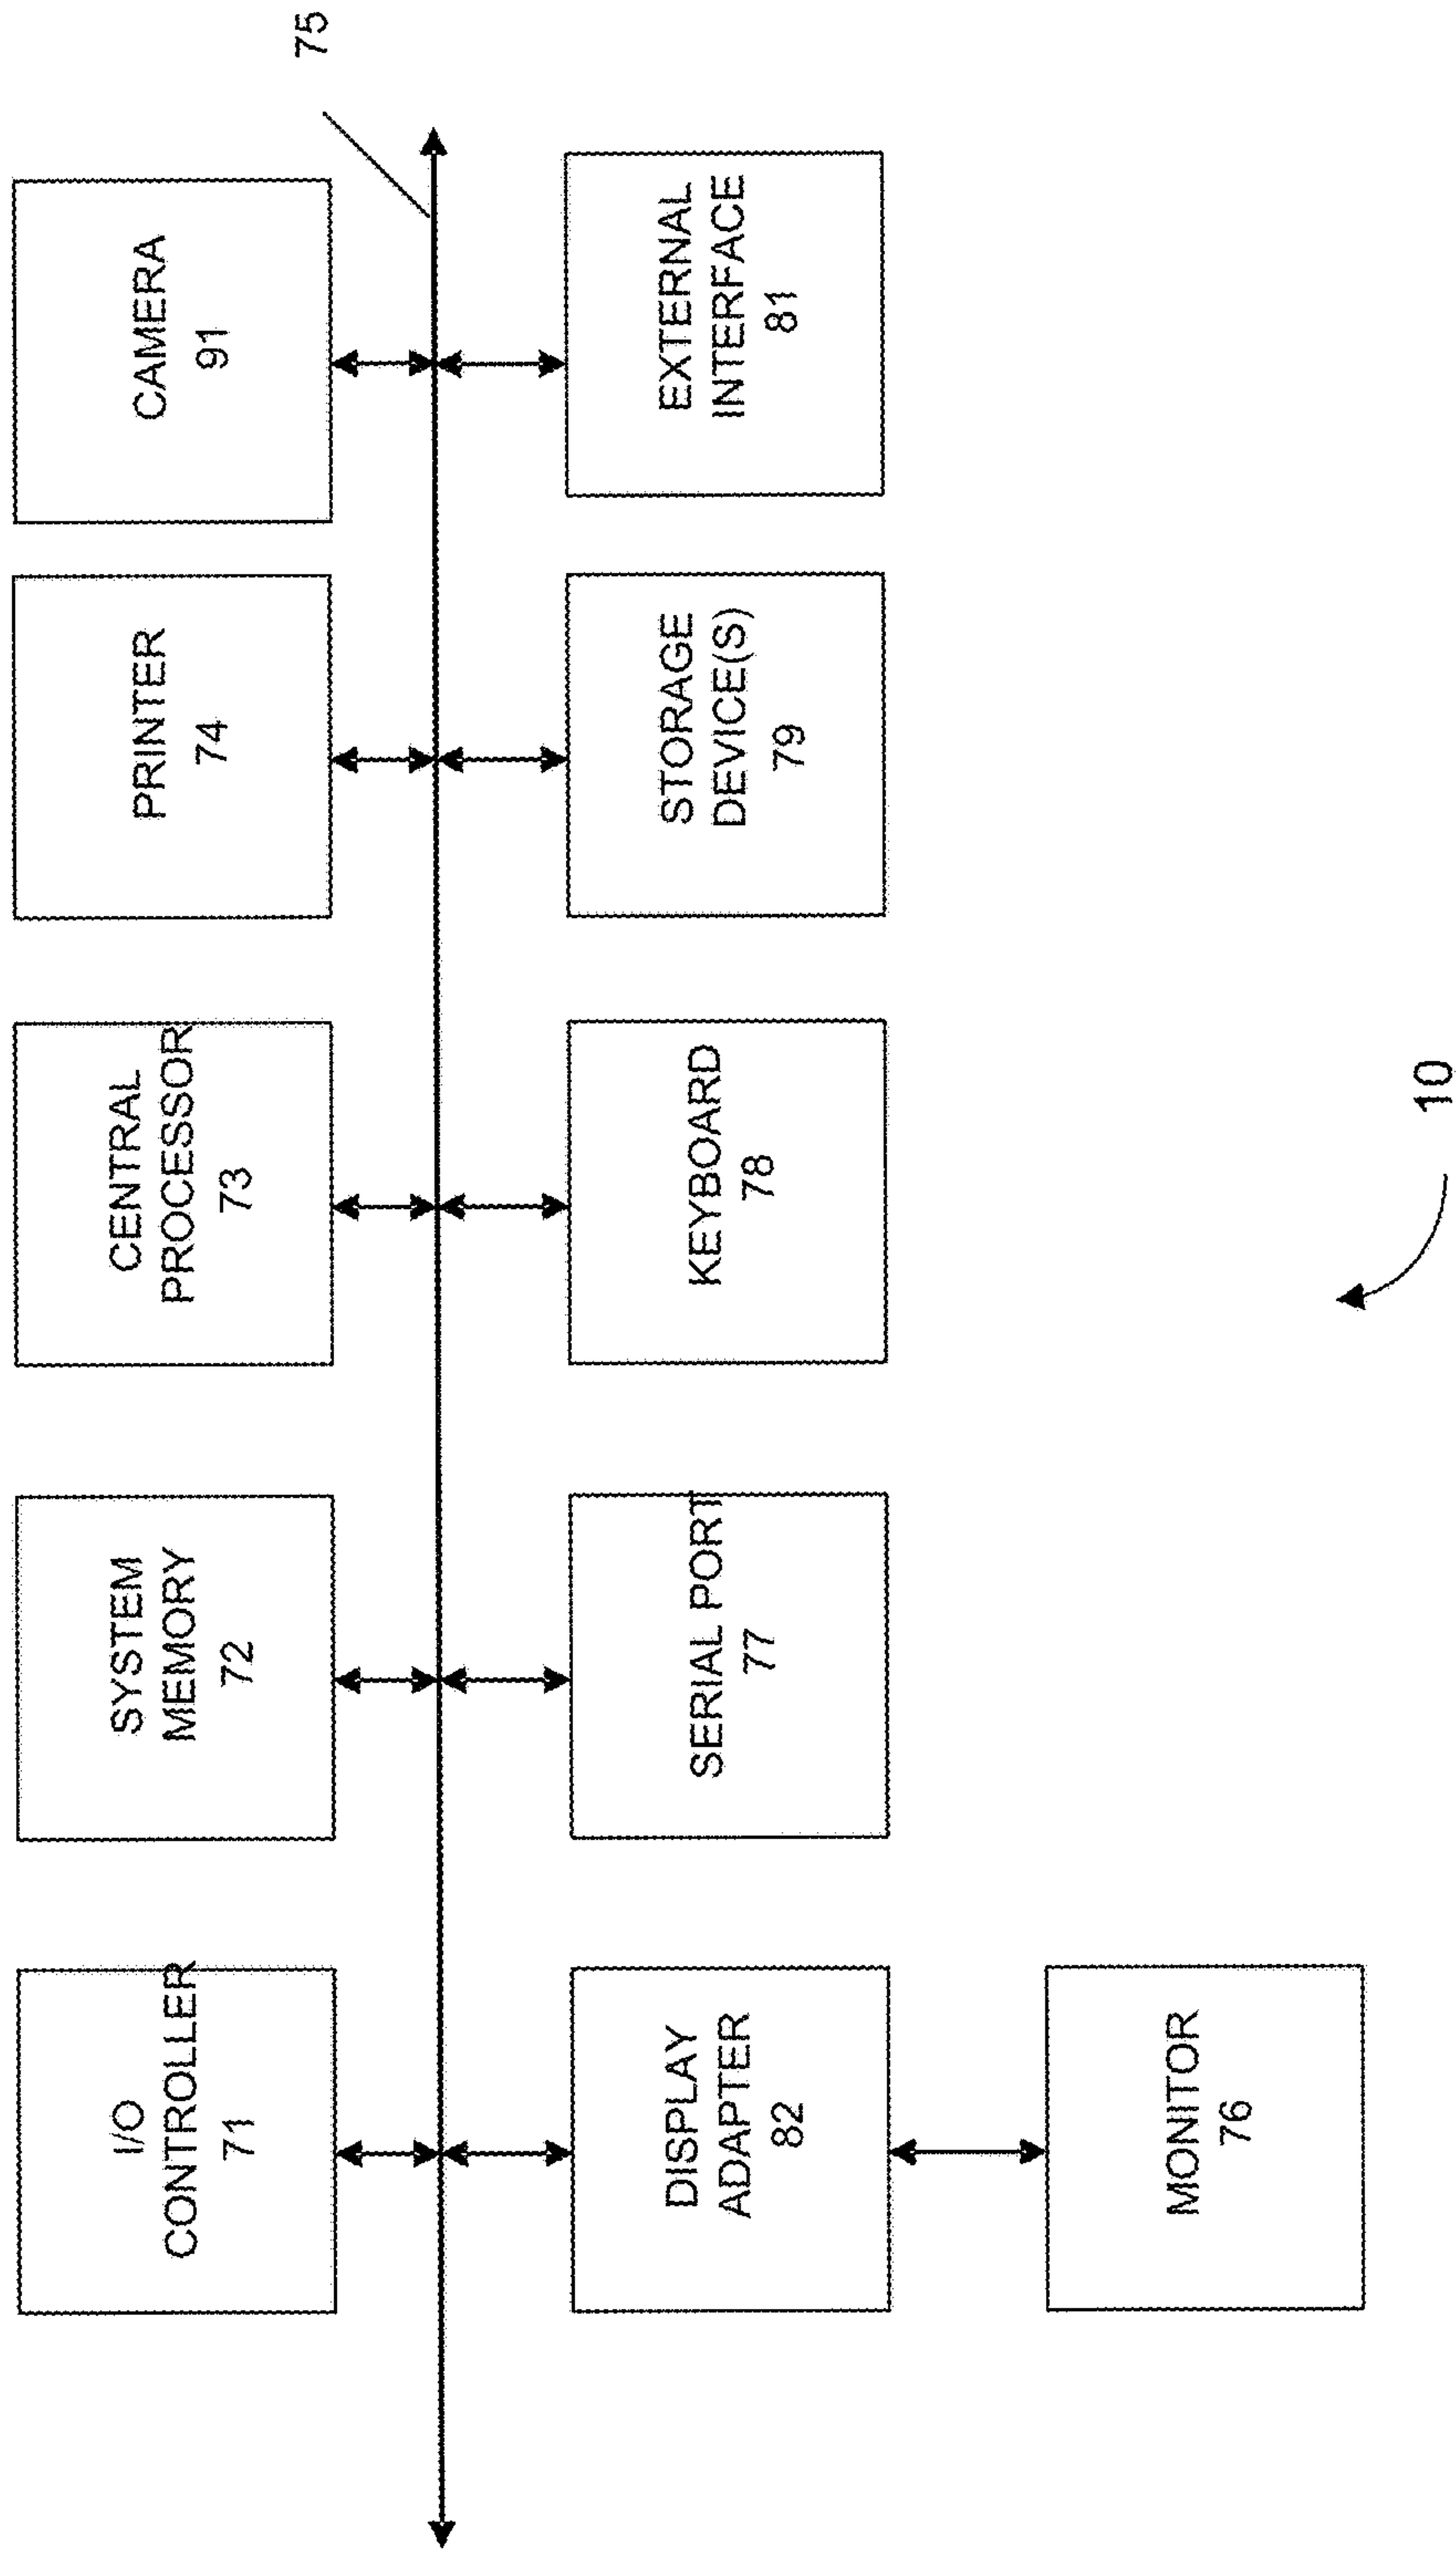 75
I/O
CONTROLLER
71
SYSTEM
MEMORY
72
CENTRAL
PROCESSOR
73
PRINTER
74
CAMERA
91
DISPLAY
ADAPTER
82
SERIAL PORT
77
KEYBOARD
78
STORAGE
DEVICE(S)
79
EXTERNAL
INTERFACE
81
MONITOR
76
10